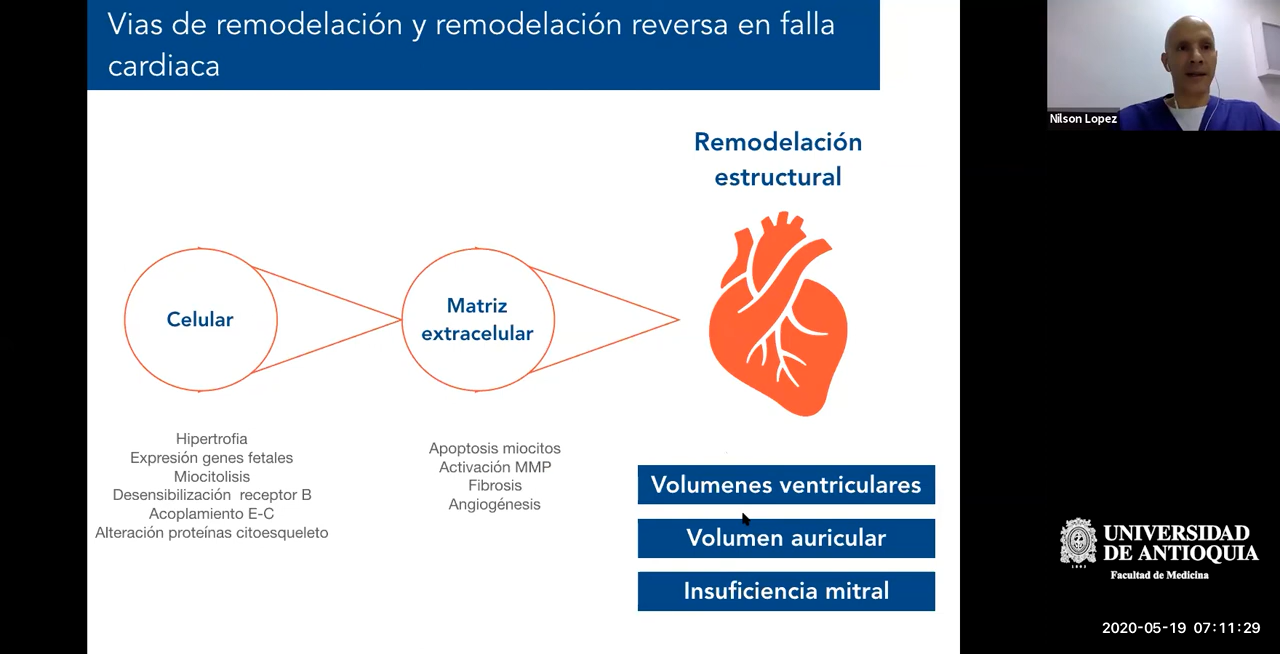 Vias de remodelación y remodelación reversa en falla
cardiaca
Nilson Lopez
Remodelación
estructural
Celular
Matriz
extracelular
Hipertrofia
Expresión genes fetales
Miocitolisis
Desensibilización receptor B
Acoplamiento E-C
Alteración proteínas citoesqueleto
Apoptosis miocitos
Activación MMP
Fibrosis
Angiogénesis
Volumenes ventriculares
Volumen auricular
Insuficiencia mitral
UNIVERSIDAD
DE ANTIOQUIA
Facultad de Medicina
2020-05-19 07:11:29